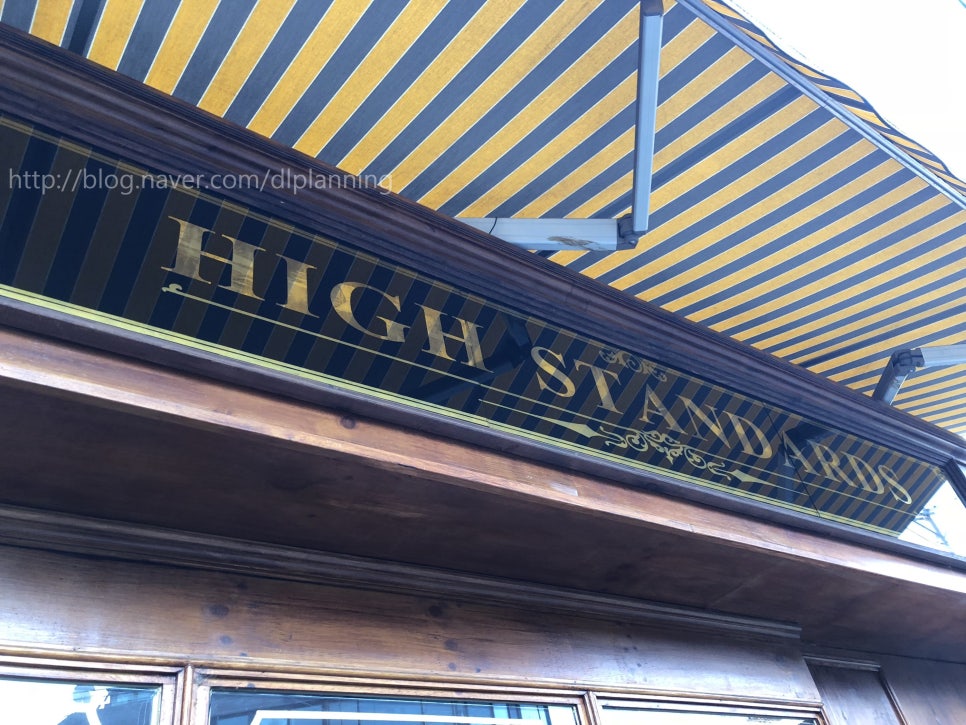 http://blog.naver.com/dlplanning
HIGH STANDARDS